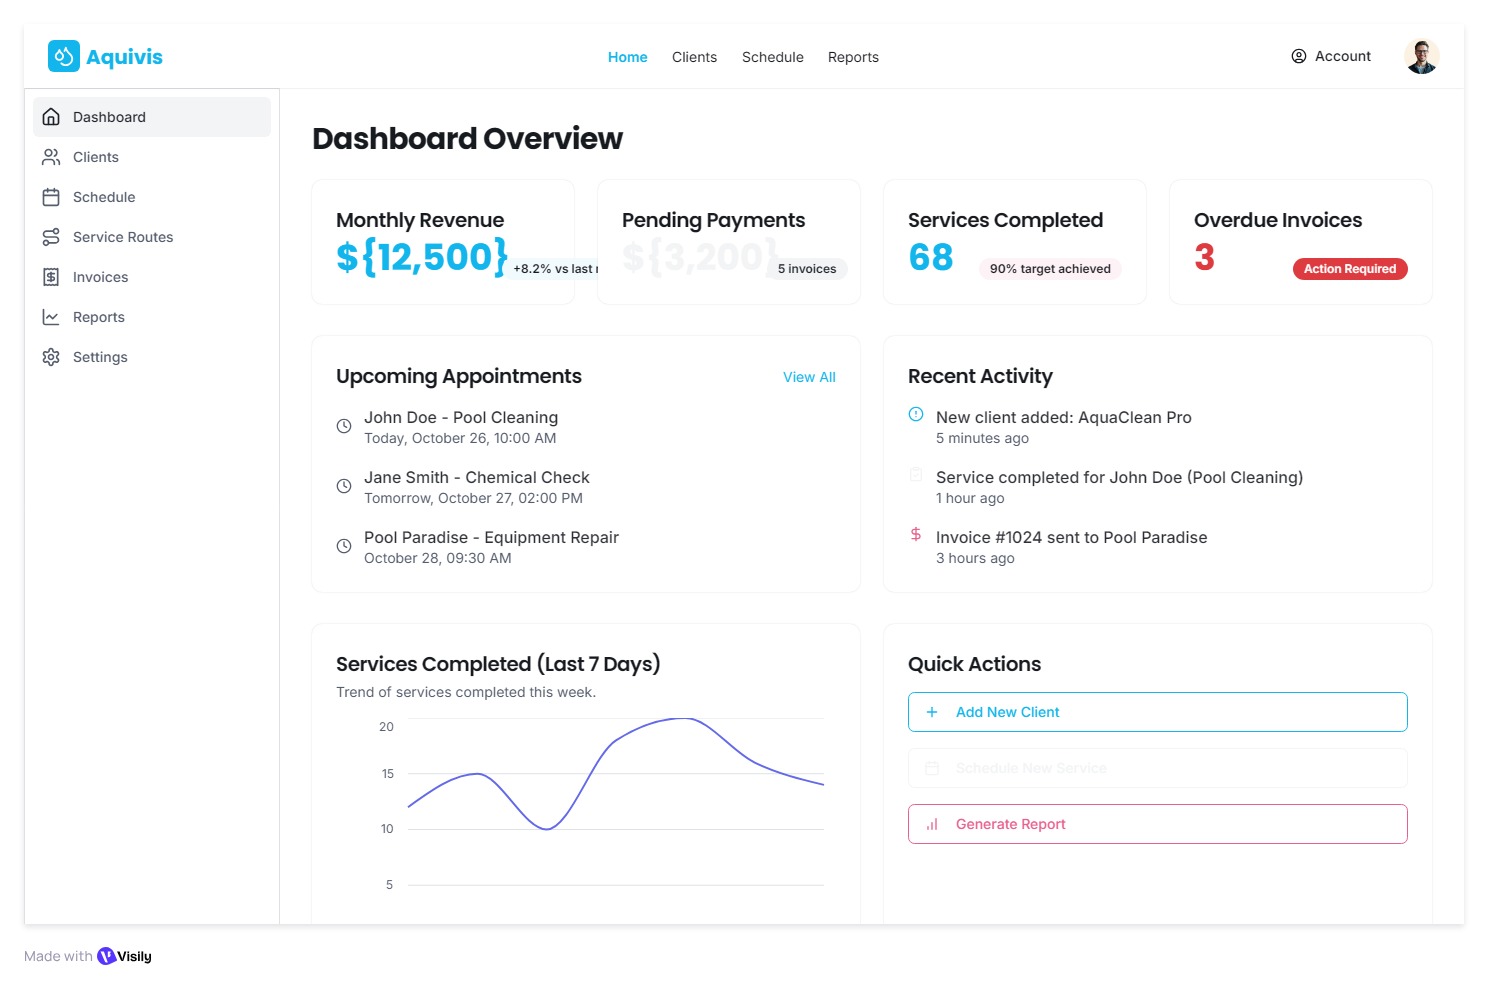 Aquivis
Home
Clients
Schedule
Reports
Account
Dashboard
Clients
Schedule
Service Routes
Invoices
Reports
Settings
Dashboard Overview
Monthly Revenue
${12,500}
+8.2% vs last
Pending Payments
${3,200}
5 invoices
Services Completed
68
90% target achieved
Overdue Invoices
3
Action Required
Upcoming Appointments
View All
John Doe - Pool Cleaning
Today, October 26, 10:00 AM
Jane Smith - Chemical Check
Tomorrow, October 27, 02:00 PM
Pool Paradise - Equipment Repair
October 28, 09:30 AM
Recent Activity
New client added: AquaClean Pro
5 minutes ago
Service completed for John Doe (Pool Cleaning)
1 hour ago
Invoice #1024 sent to Pool Paradise
3 hours ago
Services Completed (Last 7 Days)
Trend of services completed this week.
20
15
10
5
Quick Actions
Add New Client
Schedule New Service
Generate Report
Made with Visily